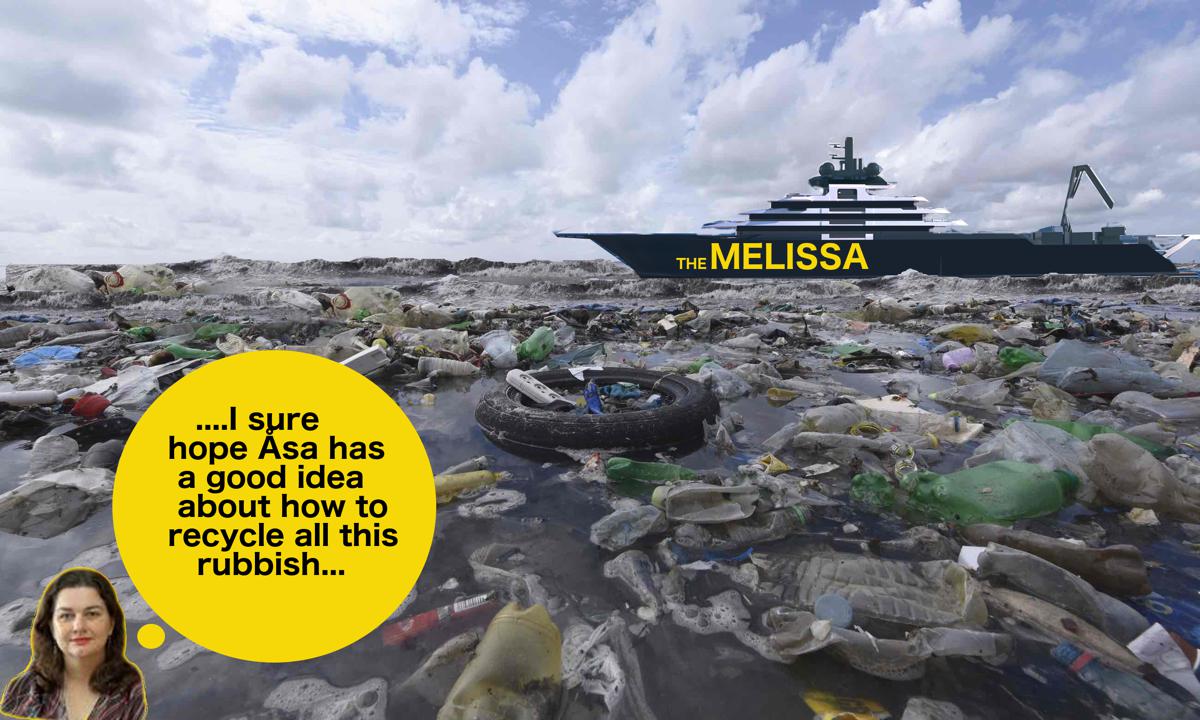 THE MELISSA
....I sure
hope Åsa has
a good idea
about how to
recycle all this
rubbish...